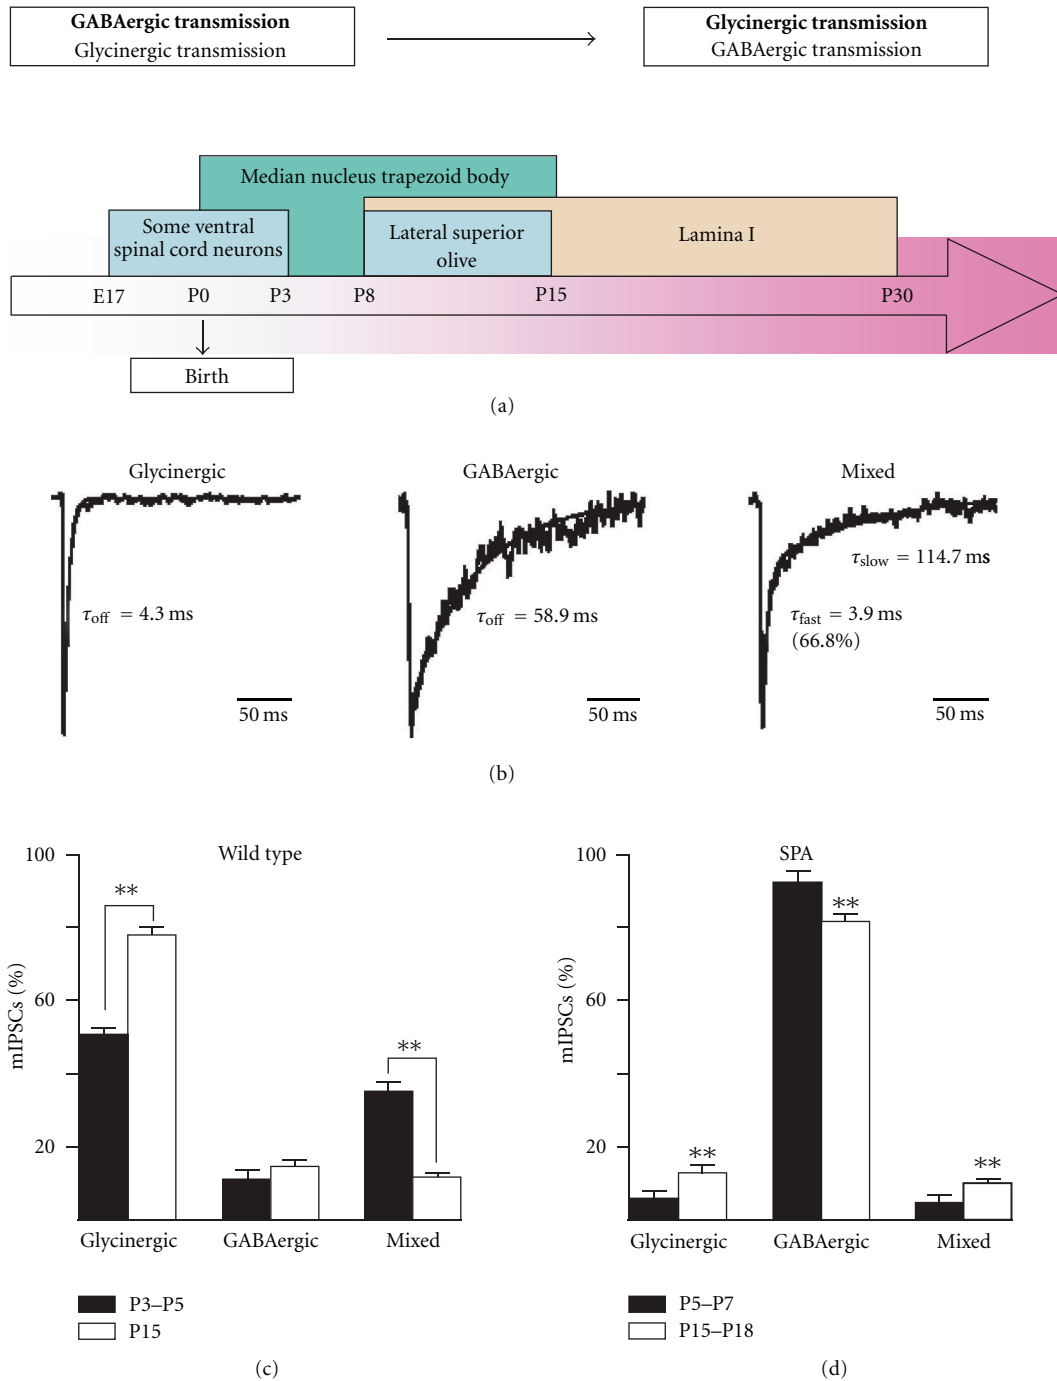 GABAergic transmission
Glycinergic transmission
Glycinergic transmission
GABAergic transmission
Median nucleus trapezoid body
Some ventral
spinal cord neurons
Lateral superior
olive
Lamina I
E17 P0 P3 P8 P15 P30
Birth
(a)
Glycinergic GABAergic Mixed
τoff = 4.3 ms
τoff = 58.9 ms
τslow = 114.7 ms
τfast = 3.9 ms
(66.8%)
50 ms 50 ms 50 ms
(b)
Wild type
100
60
20
mIPSCs (%)
**
**
Glycinergic GABAergic Mixed
P3–P5
P15
(c)
SPA
100
60
20
mIPSCs (%)
**
**
**
Glycinergic GABAergic Mixed
P5–P7
P15–P18
(d)